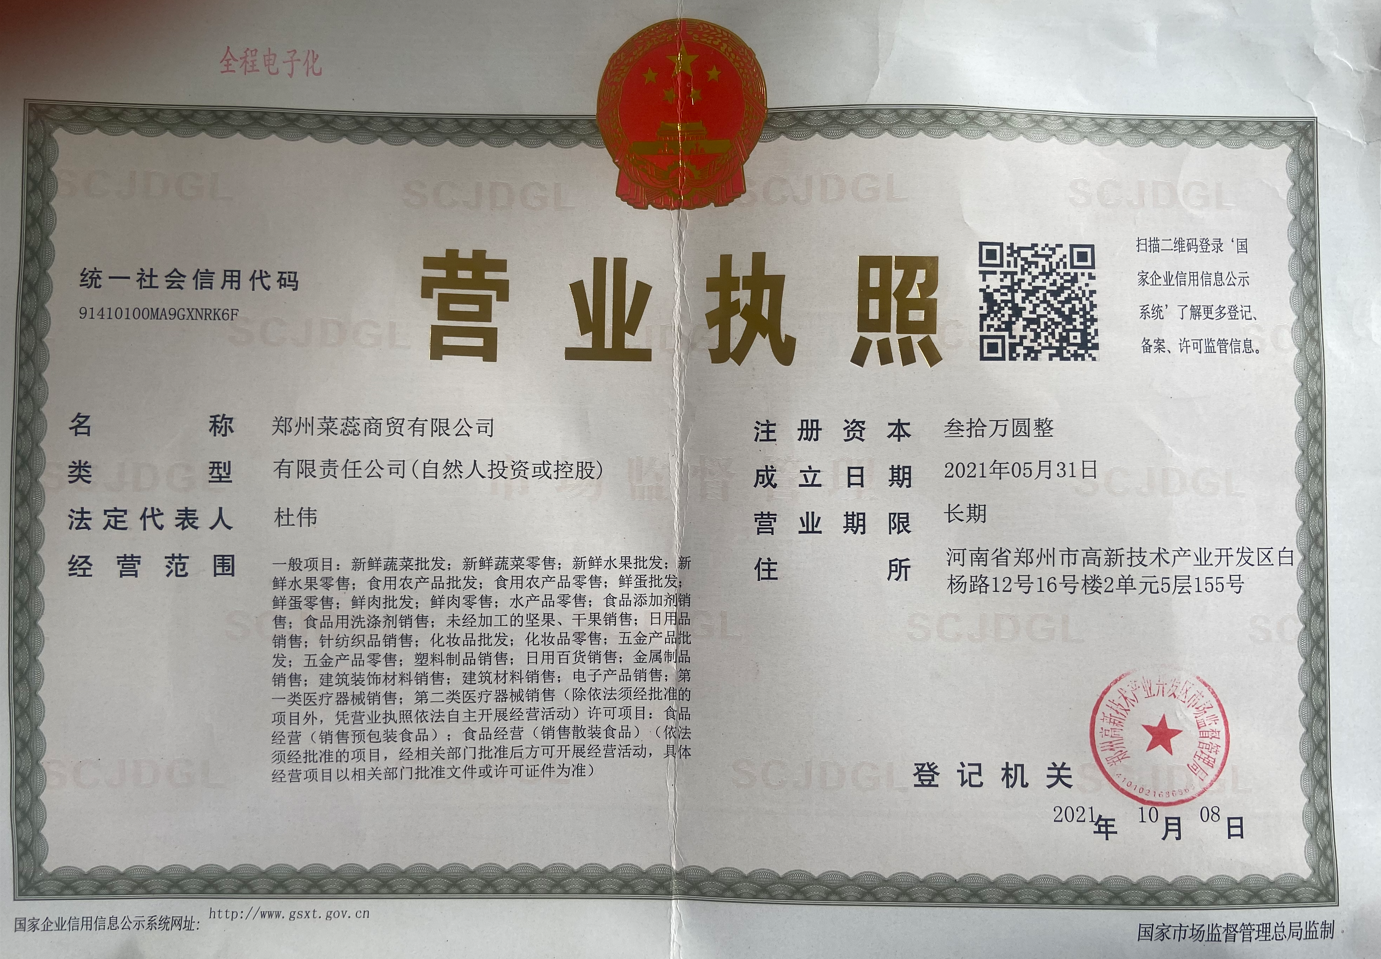 全程电子化
统一社会信用代码
91410100MA9GXNRK6F
营业执照
扫描二维码登录‘国
家企业信用信息公示
系统’了解更多登记、
备案、许可监管信息。
名称 郑州菜蕊商贸有限公司
类型 有限责任公司(自然人投资或控股)
法定代表人 杜伟
经营范围 一般项目：新鲜蔬菜批发；新鲜蔬菜零售；新鲜水果批发；新
鲜水果零售；食用农产品批发；食用农产品零售；鲜蛋批发；
鲜蛋零售；鲜肉批发；鲜肉零售；水产品零售；食品添加剂销
售；食品用洗涤剂销售；未经加工的坚果、干果销售；日用品
销售；针纺织品销售；化妆品批发；化妆品零售；五金产品批
发；五金产品零售；塑料制品销售；日用百货销售；金属制品
销售；建筑装饰材料销售；建筑材料销售；电子产品销售；第
一类医疗器械销售；第二类医疗器械销售（除依法须经批准的
项目外，凭营业执照依法自主开展经营活动）许可项目：食品
经营（销售预包装食品）；食品经营（销售散装食品）（依法
须经批准的项目，经相关部门批准后方可开展经营活动，具体
经营项目以相关部门批准文件或许可证件为准）
注册资本 叁拾万圆整
成立日期 2021年05月31日
营业期限 长期
住所 河南省郑州市高新技术产业开发区白
杨路12号16号楼2单元5层155号
郑州高新技术产业开发区市场监督管理局
登记机关
2021年10月08日
国家企业信用信息公示系统网址：http://www.gsxt.gov.cn
国家市场监督管理总局监制
SCJDGL
市场监督管理